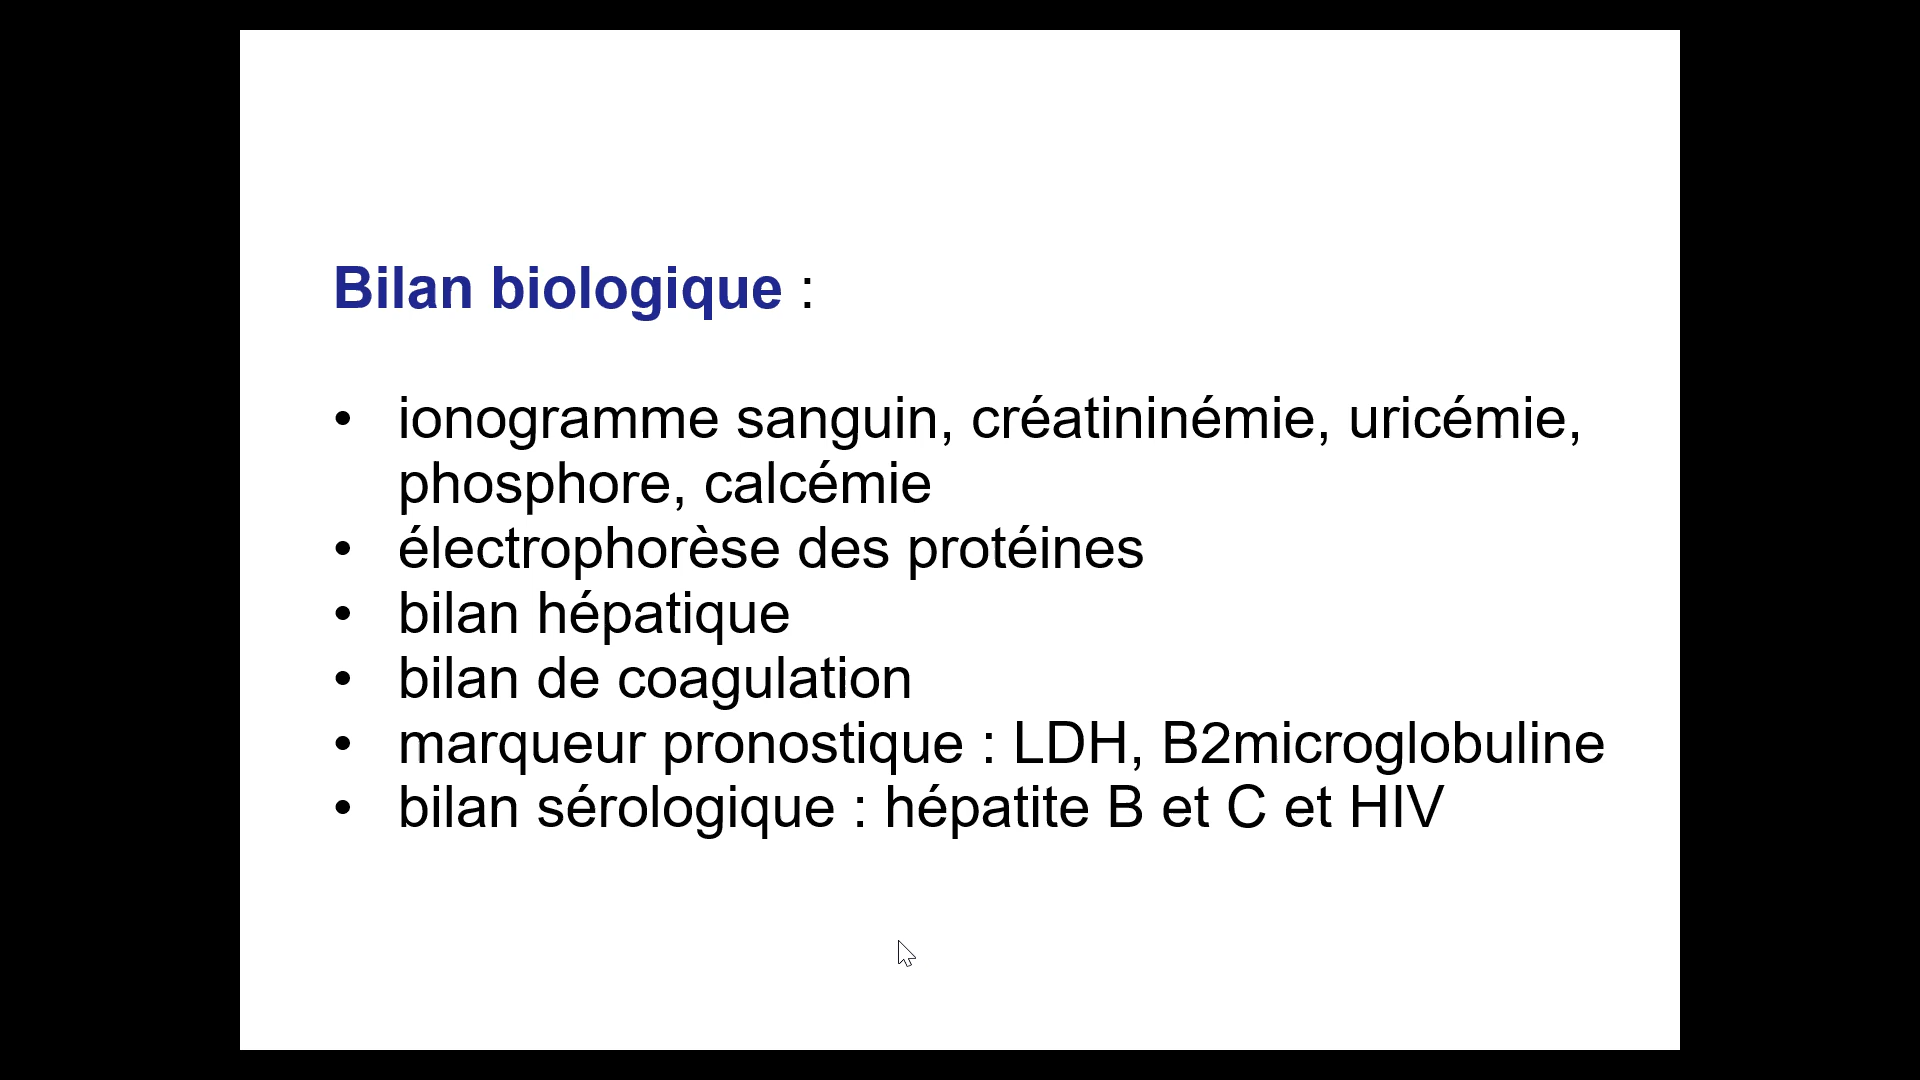 Bilan biologique :
• ionogramme sanguin, créatininémie, uricémie,
phosphore, calcémie
• électrophorèse des protéines
• bilan hépatique
• bilan de coagulation
• marqueur pronostique : LDH, B2microglobuline
• bilan sérologique : hépatite B et C et HIV